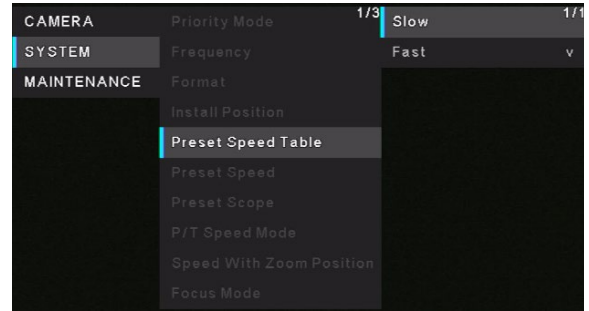 CAMERA
SYSTEM
MAINTENANCE
1/3
Priority Mode
Frequency
Format
Install Position
Preset Speed Table
Preset Speed
Preset Scope
P/T Speed Mode
Speed With Zoom Position
Focus Mode
1/1
Slow
Fast v